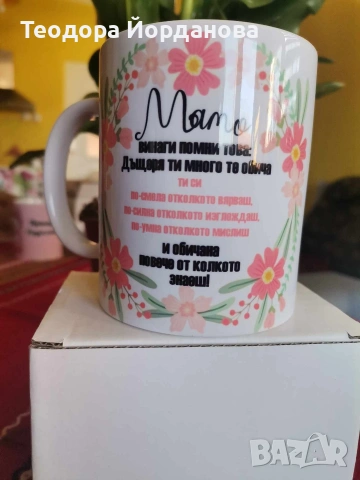 Теодора Йорданова
Мамо
винаги помни това:
Дъщеря ти много те обича
ти си
по-смела отколкото вярваш,
по-силна отколкото изглеждаш,
по-умна отколкото мислиш
и обичана
повече от колкото
знаеш!
BAZAR